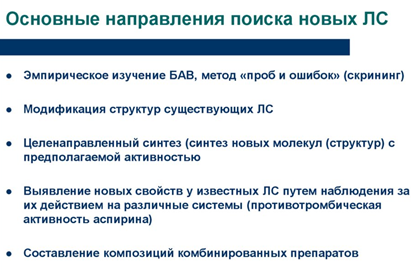 Основные направления поиска новых ЛС
● Эмпирическое изучение БАВ, метод «проб и ошибок» (скрининг)
● Модификация структур существующих ЛС
● Целенаправленный синтез (синтез новых молекул (структур) с
предполагаемой активностью
● Выявление новых свойств у известных ЛС путем наблюдения за
их действием на различные системы (противотромбическая
активность аспирина)
● Составление композиций комбинированных препаратов